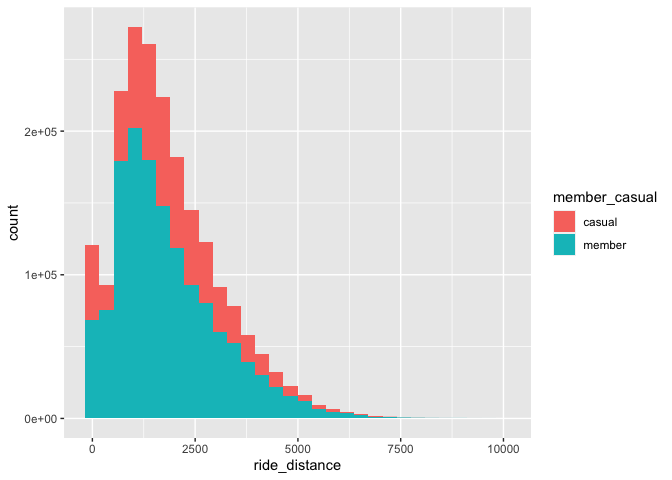 2e+05
1e+05
0e+00
count
0
2500
5000
7500
10000
ride_distance
member_casual
casual
member